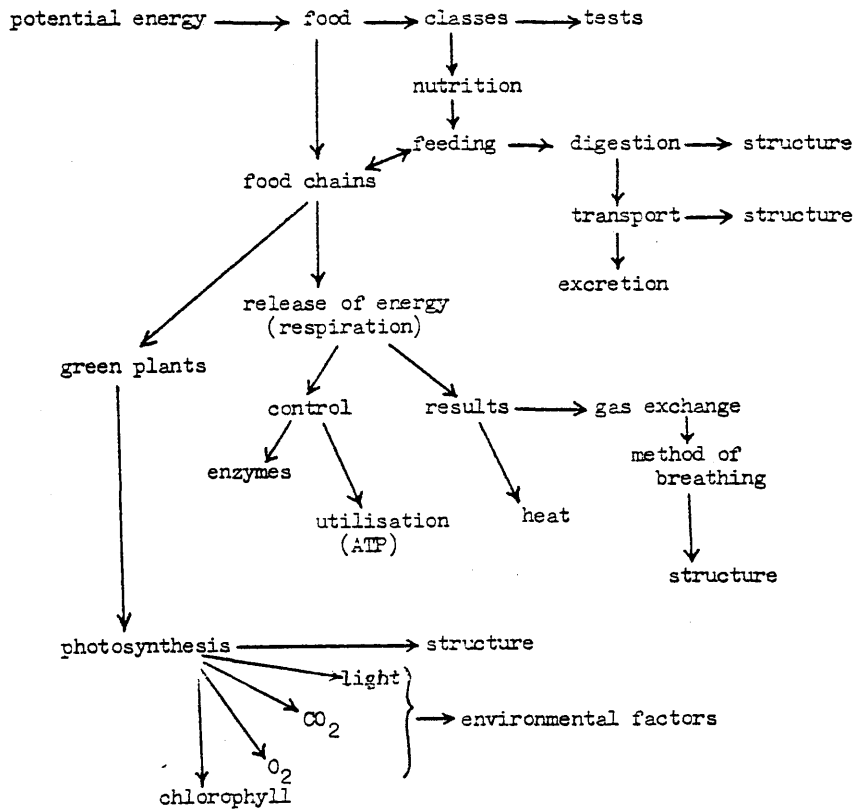 potential energy food classes tests
nutrition
feeding digestion structure
food chains
transport structure
excretion
release of energy
(respiration)
green plants
control results gas exchange
method of
breathing
enzymes
utilisation
(ATP)
heat
structure
photosynthesis structure
light
CO₂
environmental factors
O₂
chlorophyll